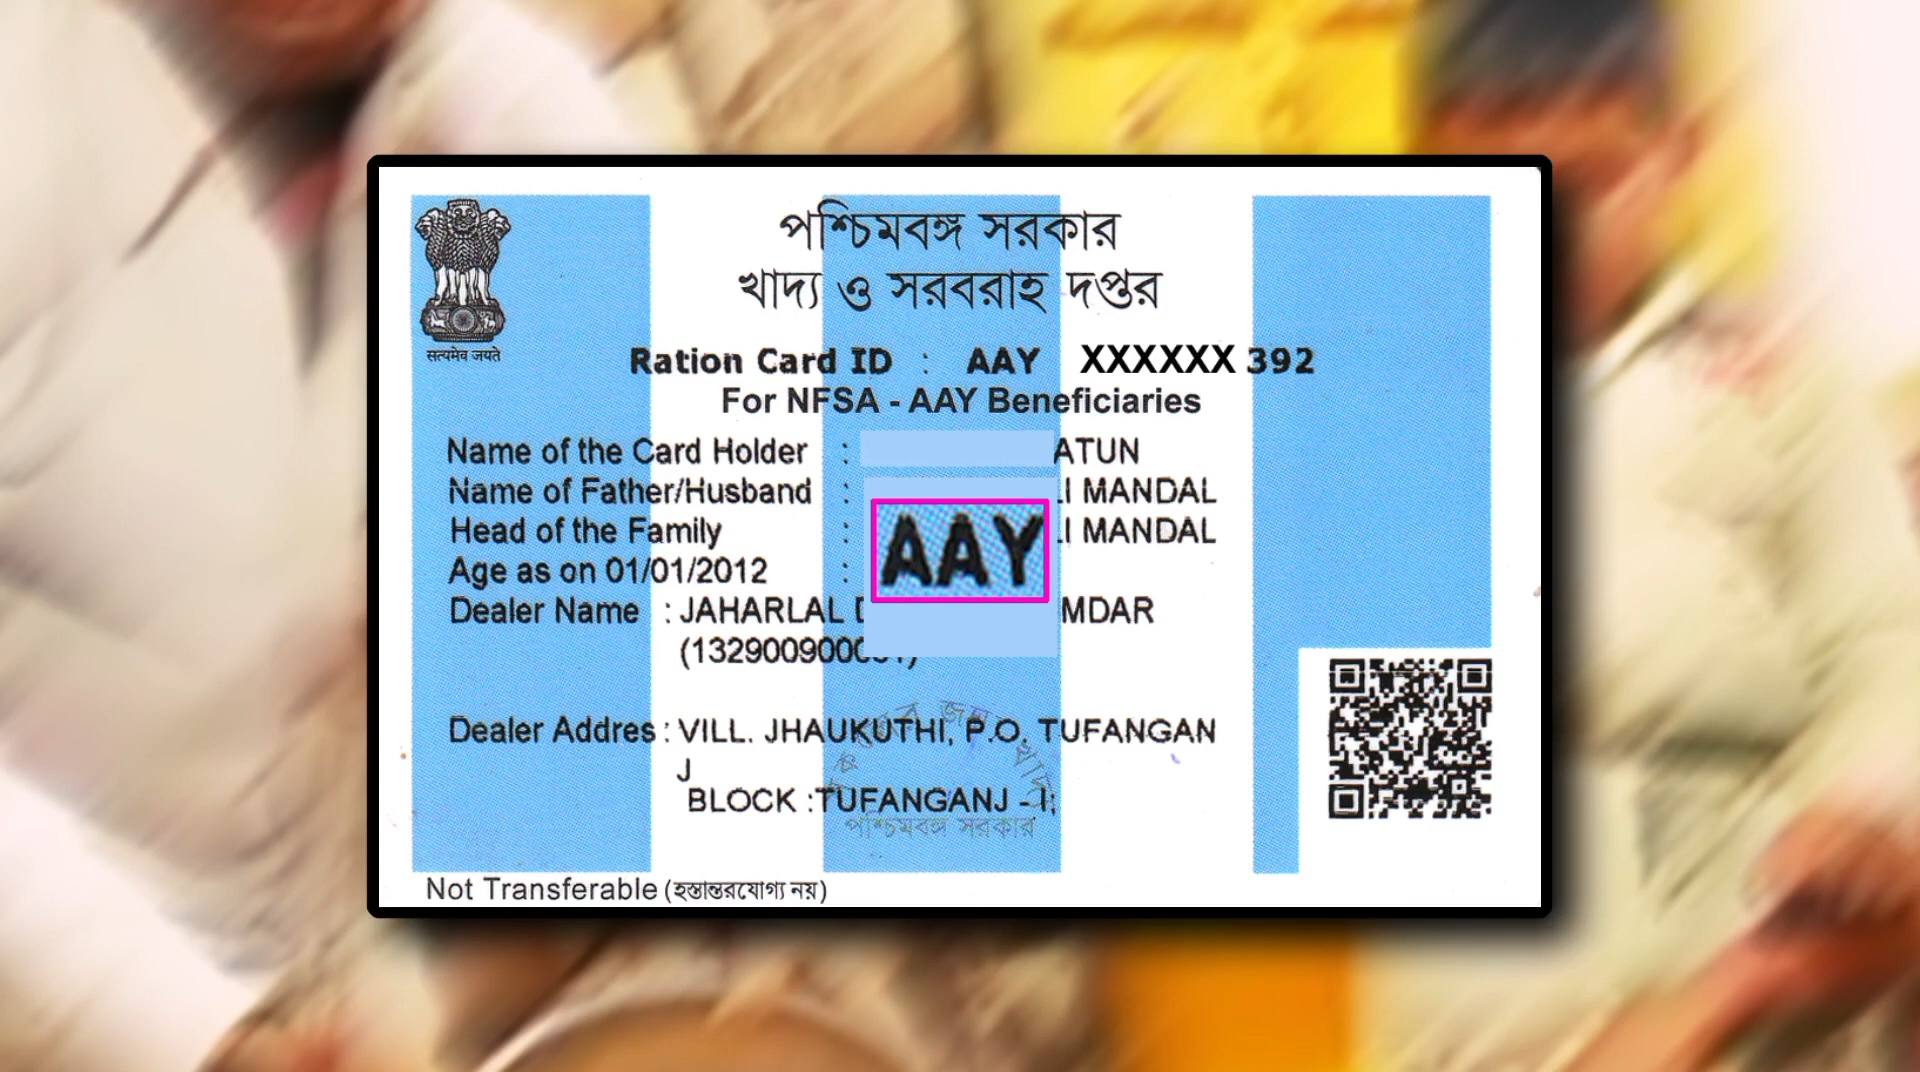 পশ্চিমবঙ্গ সরকার
খাদ্য ও সরবরাহ দপ্তর
सत्यमेव जयते
Ration Card ID : AAY XXXXXX 392
For NFSA - AAY Beneficiaries
Name of the Card Holder : ATUN
Name of Father/Husband : LI MANDAL
Head of the Family : LI MANDAL
AAY
Age as on 01/01/2012 :
Dealer Name : JAHARLAL MDAR
Dealer Addres : VILL. JHAUKUTHI, P.O. TUFANGAN
J
BLOCK :TUFANGANJ - I;
পশ্চিমবঙ্গ সরকার
Not Transferable (হস্তান্তরযোগ্য নয়)